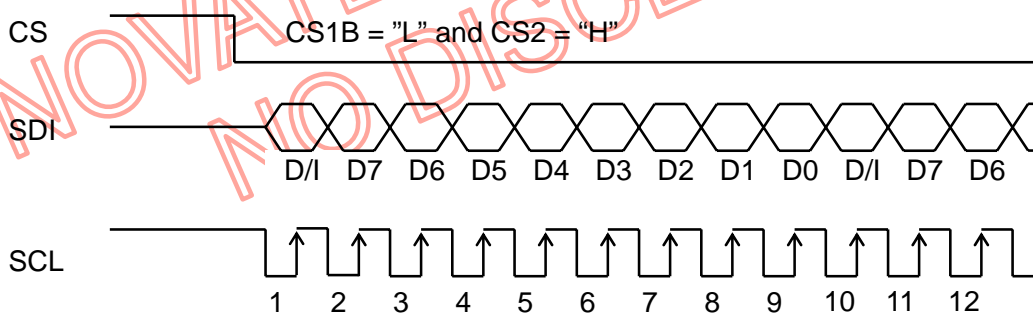 CS
CS1B = ”L” and CS2 = “H”
SDI
D/I D7 D6 D5 D4 D3 D2 D1 D0 D/I D7 D6
SCL
1 2 3 4 5 6 7 8 9 10 11 12
NO